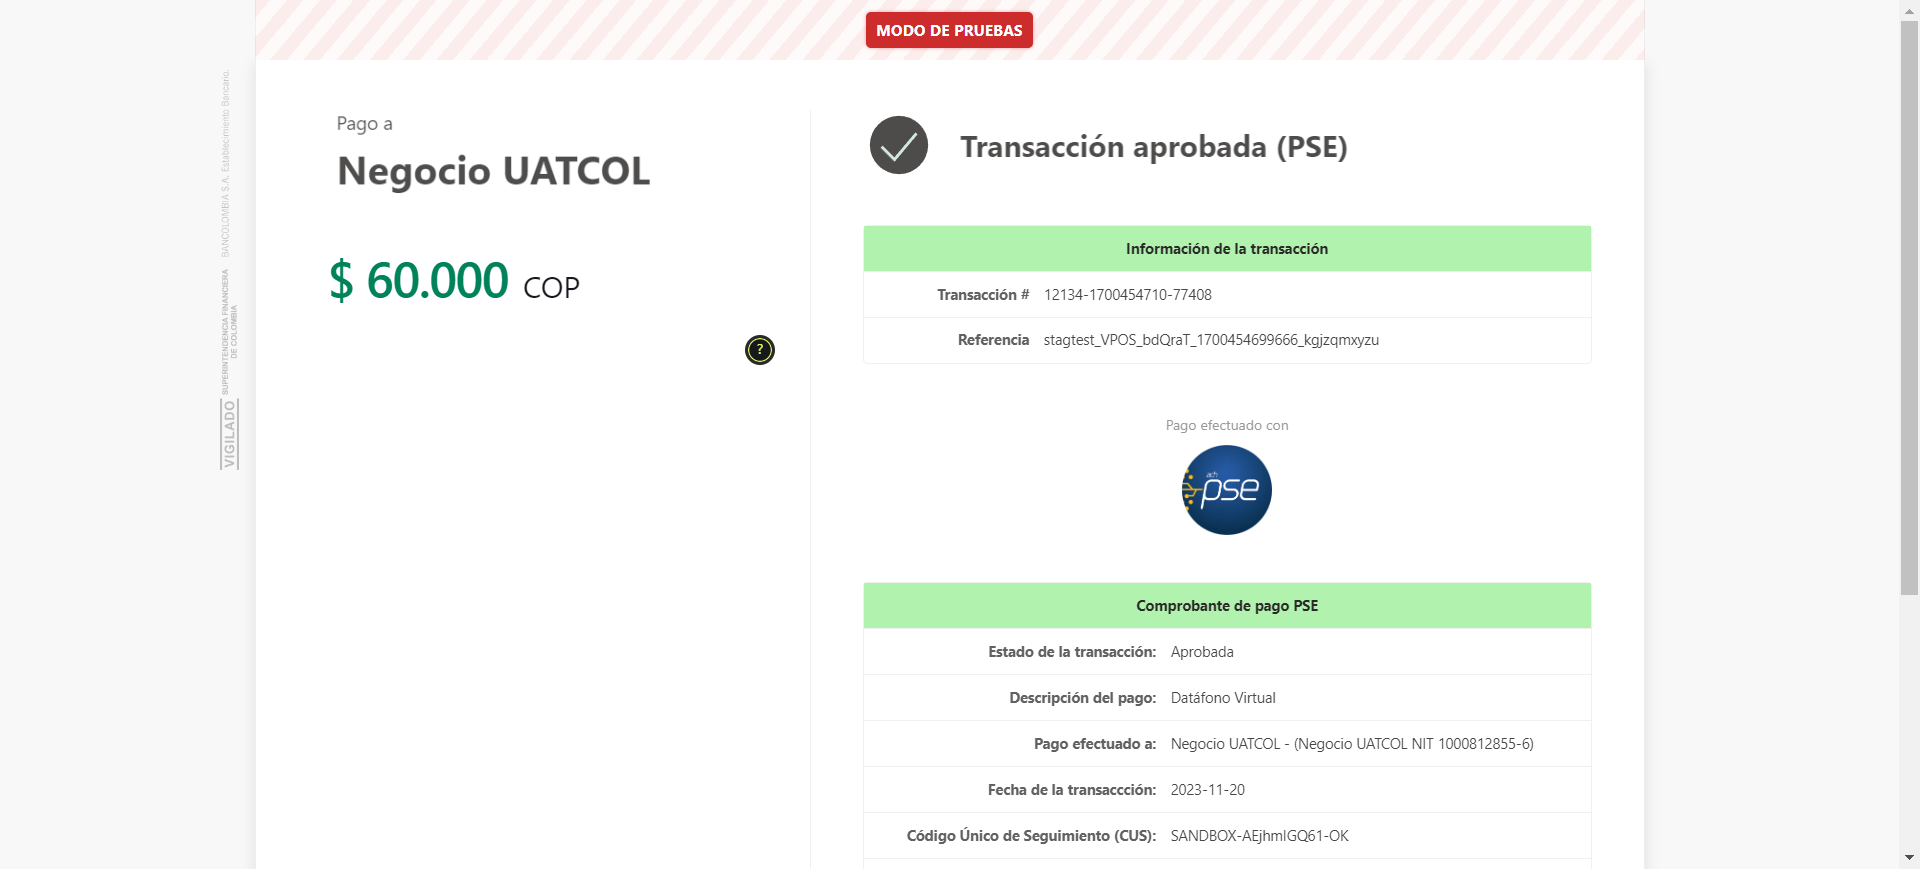 MODO DE PRUEBAS
BANCOLOMBIA S.A. Establecimiento Bancario.
SUPERINTENDENCIA FINANCIERA
DE COLOMBIA
VIGILADO
Pago a
Negocio UATCOL
$ 60.000 COP
?
Transacción aprobada (PSE)
Información de la transacción
Transacción # 12134-1700454710-77408
Referencia stagtest_VPOS_bdQraT_1700454699666_kgjzqmxyzu
Pago efectuado con
ach
pse
Comprobante de pago PSE
Estado de la transacción: Aprobada
Descripción del pago: Datáfono Virtual
Pago efectuado a: Negocio UATCOL - (Negocio UATCOL NIT 1000812855-6)
Fecha de la transaccción: 2023-11-20
Código Único de Seguimiento (CUS): SANDBOX-AEjhmlGQ61-OK